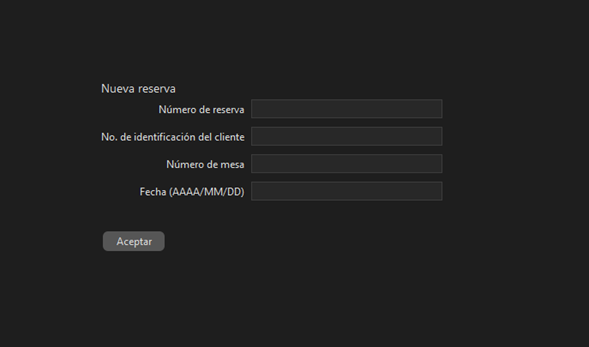 Nueva reserva
Número de reserva
No. de identificación del cliente
Número de mesa
Fecha (AAAA/MM/DD)
Aceptar